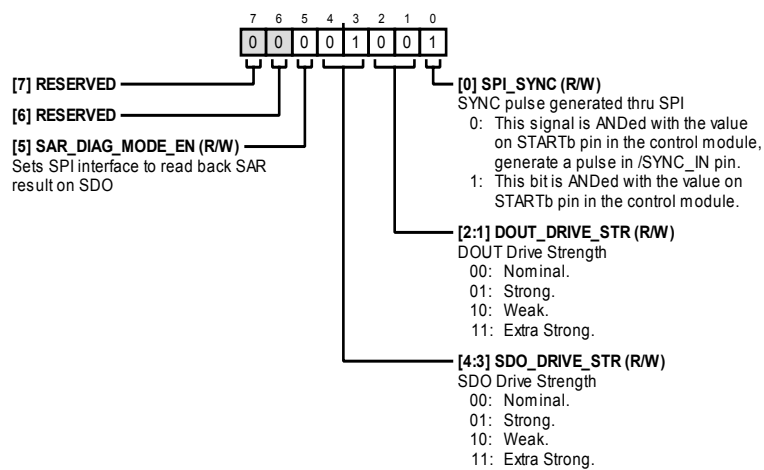 7 6 5 4 3 2 1 0
0 0 0 0 1 0 0 1
[7] RESERVED
[6] RESERVED
[5] SAR_DIAG_MODE_EN (R/W)
Sets SPI interface to read back SAR
result on SDO
[0] SPI_SYNC (R/W)
SYNC pulse generated thru SPI
0: This signal is ANDed with the value
on STARTb pin in the control module,
generate a pulse in /SYNC_IN pin.
1: This bit is ANDed with the value on
STARTb pin in the control module.
[2:1] DOUT_DRIVE_STR (R/W)
DOUT Drive Strength
00: Nominal.
01: Strong.
10: Weak.
11: Extra Strong.
[4:3] SDO_DRIVE_STR (R/W)
SDO Drive Strength
00: Nominal.
01: Strong.
10: Weak.
11: Extra Strong.